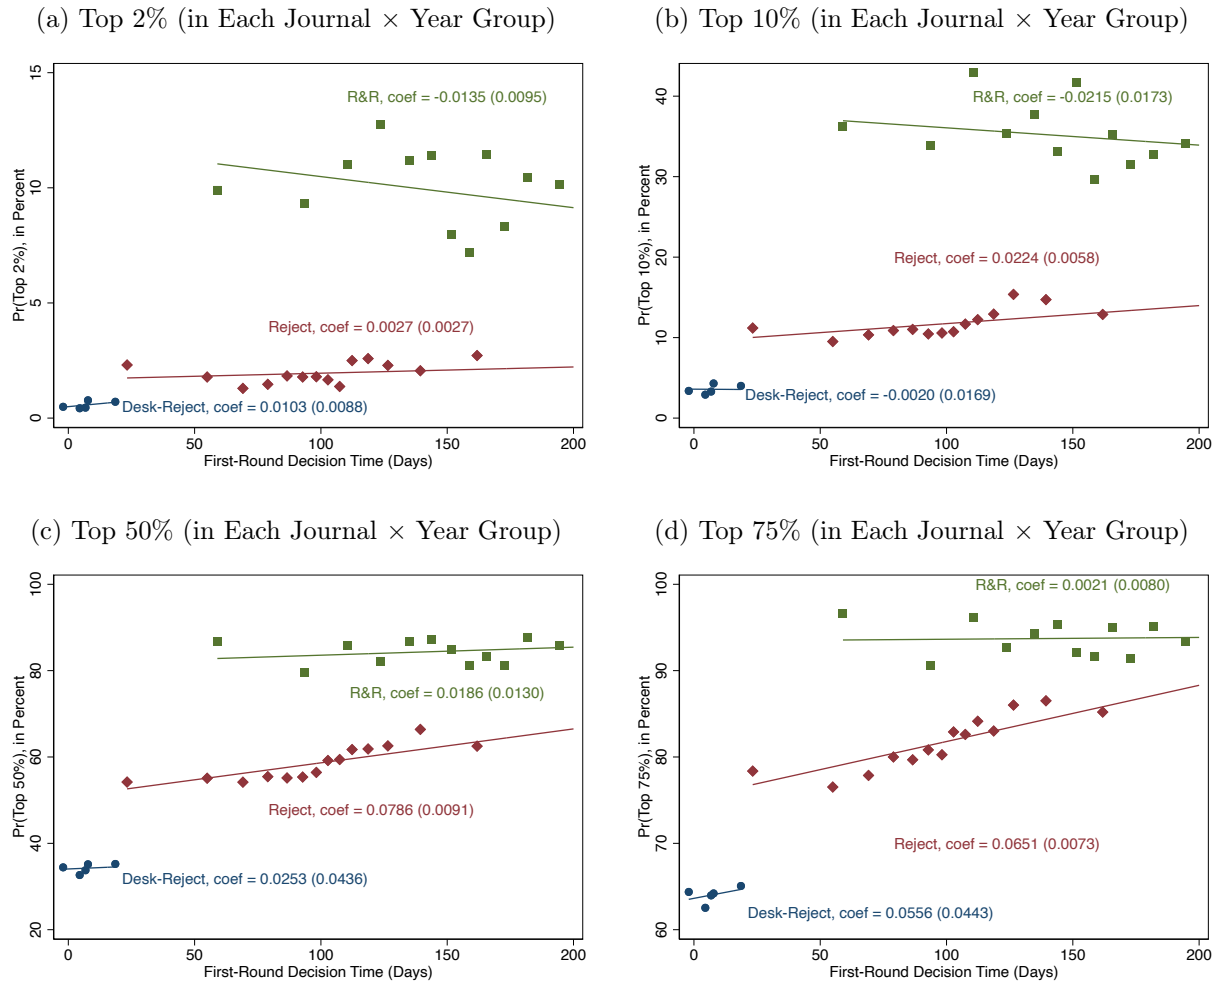 (a) Top 2% (in Each Journal × Year Group)
Pr(Top 2%), in Percent
15
10
5
0
R&R, coef = -0.0135 (0.0095)
Reject, coef = 0.0027 (0.0027)
Desk-Reject, coef = 0.0103 (0.0088)
0 50 100 150 200
First-Round Decision Time (Days)
(b) Top 10% (in Each Journal × Year Group)
Pr(Top 10%), in Percent
40
30
20
10
0
R&R, coef = -0.0215 (0.0173)
Reject, coef = 0.0224 (0.0058)
Desk-Reject, coef = -0.0020 (0.0169)
0 50 100 150 200
First-Round Decision Time (Days)
(c) Top 50% (in Each Journal × Year Group)
Pr(Top 50%), in Percent
100
80
60
40
20
R&R, coef = 0.0186 (0.0130)
Reject, coef = 0.0786 (0.0091)
Desk-Reject, coef = 0.0253 (0.0436)
0 50 100 150 200
First-Round Decision Time (Days)
(d) Top 75% (in Each Journal × Year Group)
Pr(Top 75%), in Percent
100
90
80
70
60
R&R, coef = 0.0021 (0.0080)
Reject, coef = 0.0651 (0.0073)
Desk-Reject, coef = 0.0556 (0.0443)
0 50 100 150 200
First-Round Decision Time (Days)